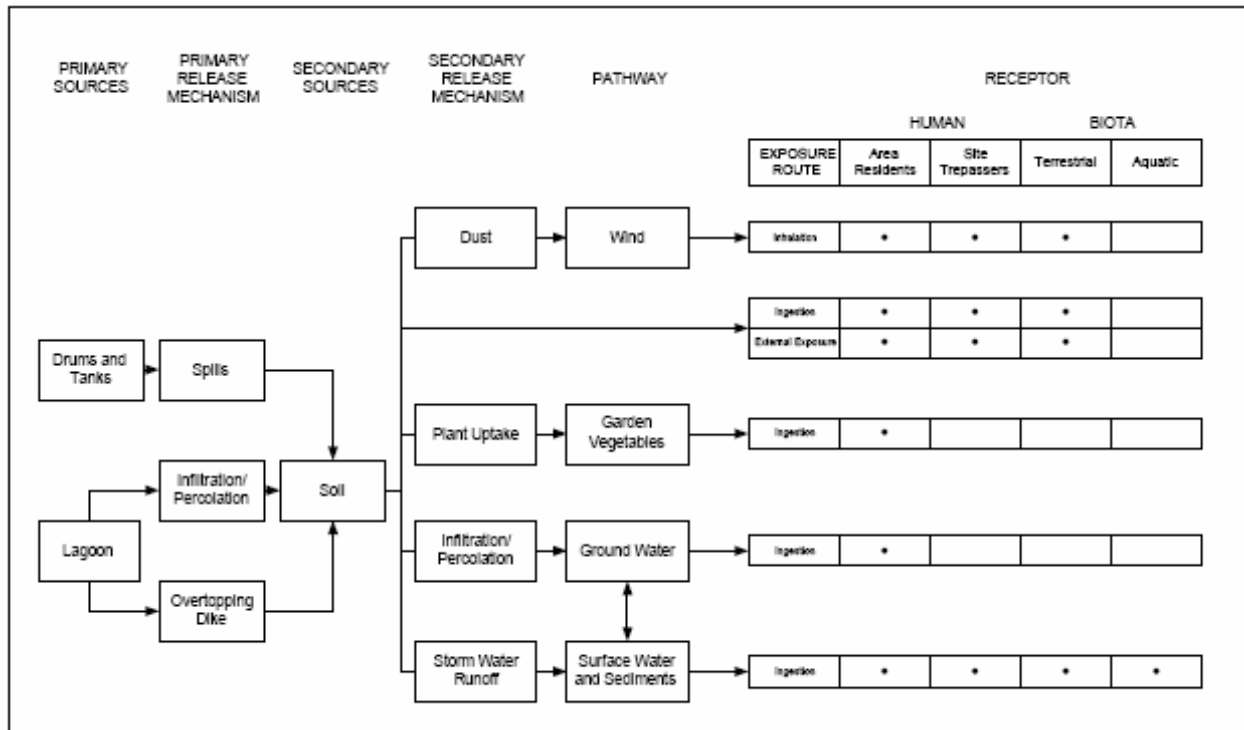 PRIMARY
SOURCES
PRIMARY
RELEASE
MECHANISM
SECONDARY
SOURCES
SECONDARY
RELEASE
MECHANISM
PATHWAY
RECEPTOR
HUMAN
BIOTA
EXPOSURE
ROUTE
Area
Residents
Site
Trepassers
Terrestrial
Aquatic
Dust
Wind
Inhalation
Ingestion
External Exposure
Drums and
Tanks
Spills
Plant Uptake
Garden
Vegetables
Ingestion
Lagoon
Infiltration/
Percolation
Soil
Infiltration/
Percolation
Ground Water
Ingestion
Overtopping
Dike
Storm Water
Runoff
Surface Water
and Sediments
Ingestion